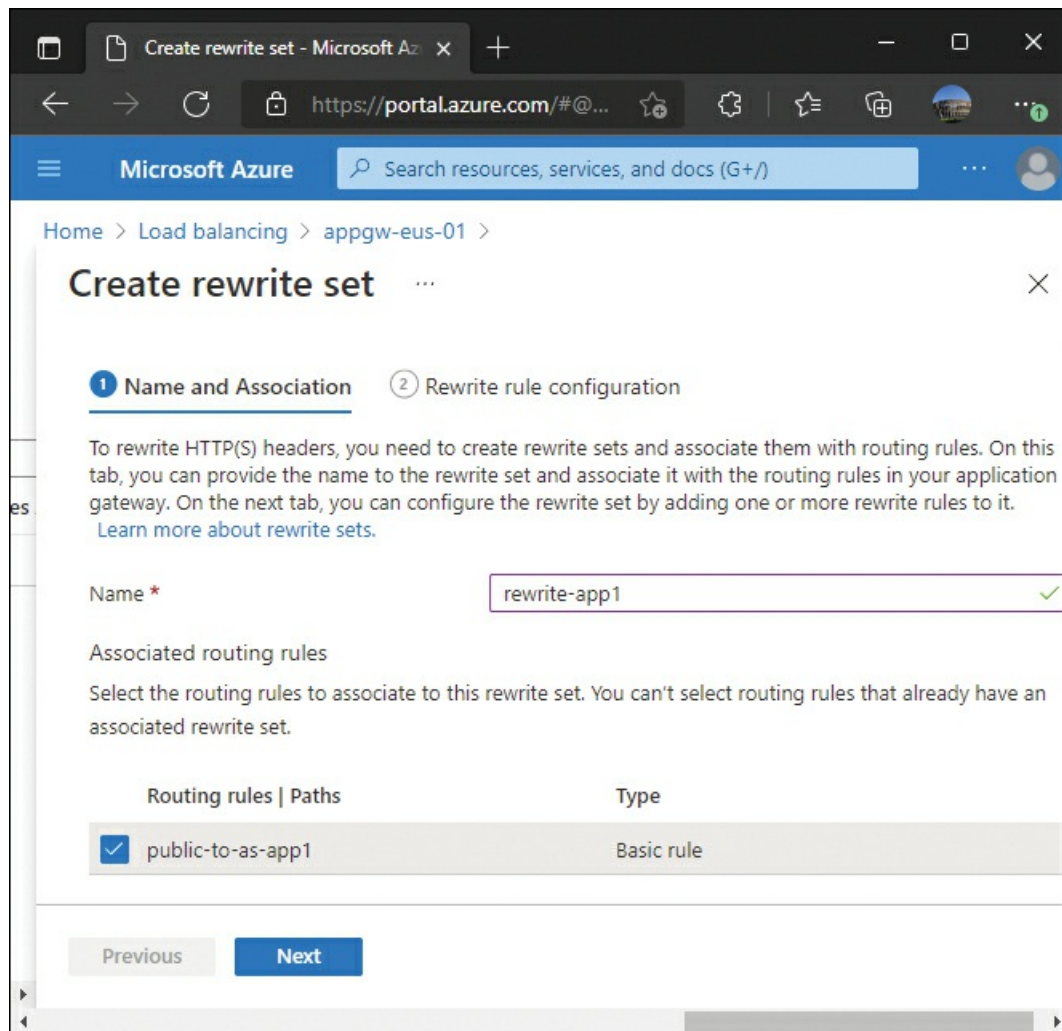 Create rewrite set - Microsoft Az
https://portal.azure.com/#@...
Microsoft Azure
Search resources, services, and docs (G+/)
Home > Load balancing > appgw-eus-01 >
Create rewrite set ...
1 Name and Association 2 Rewrite rule configuration
To rewrite HTTP(S) headers, you need to create rewrite sets and associate them with routing rules. On this
tab, you can provide the name to the rewrite set and associate it with the routing rules in your application
gateway. On the next tab, you can configure the rewrite set by adding one or more rewrite rules to it.
es
Learn more about rewrite sets.
Name *
rewrite-app1
Associated routing rules
Select the routing rules to associate to this rewrite set. You can't select routing rules that already have an
associated rewrite set.
Routing rules | Paths Type
public-to-as-app1 Basic rule
Previous Next